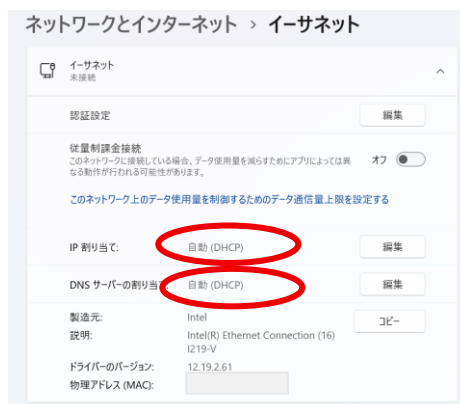 ネットワークとインターネット › イーサネット
イーサネット
未接続
認証設定 編集
従量制課金接続
このネットワークに接続している場合、データ使用量を減らすためにアプリによっては異 オフ
なる動作が行われる可能性があります。
このネットワーク上のデータ使用量を制御するためのデータ通信量上限を設定する
IP 割り当て: 自動 (DHCP) 編集
DNS サーバーの割り当 自動 (DHCP) 編集
製造元: Intel コピー
説明: Intel(R) Ethernet Connection (16)
I219-V
ドライバーのバージョン: 12.19.2.61
物理アドレス (MAC):